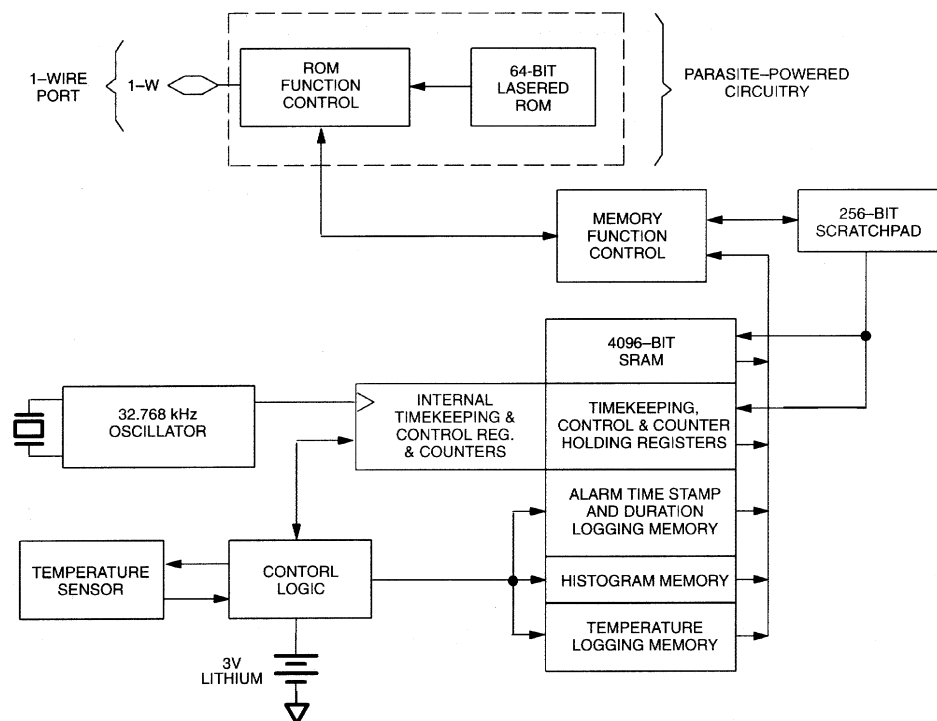 1–WIRE
PORT
1–W
ROM
FUNCTION
CONTROL
64-BIT
LASERED
ROM
PARASITE–POWERED
CIRCUITRY
MEMORY
FUNCTION
CONTROL
256–BIT
SCRATCHPAD
4096–BIT
SRAM
32.768 kHz
OSCILLATOR
INTERNAL
TIMEKEEPING &
CONTROL REG.
& COUNTERS
TIMEKEEPING,
CONTROL & COUNTER
HOLDING REGISTERS
ALARM TIME STAMP
AND DURATION
LOGGING MEMORY
TEMPERATURE
SENSOR
CONTORL
LOGIC
HISTOGRAM MEMORY
TEMPERATURE
LOGGING MEMORY
3V
LITHIUM